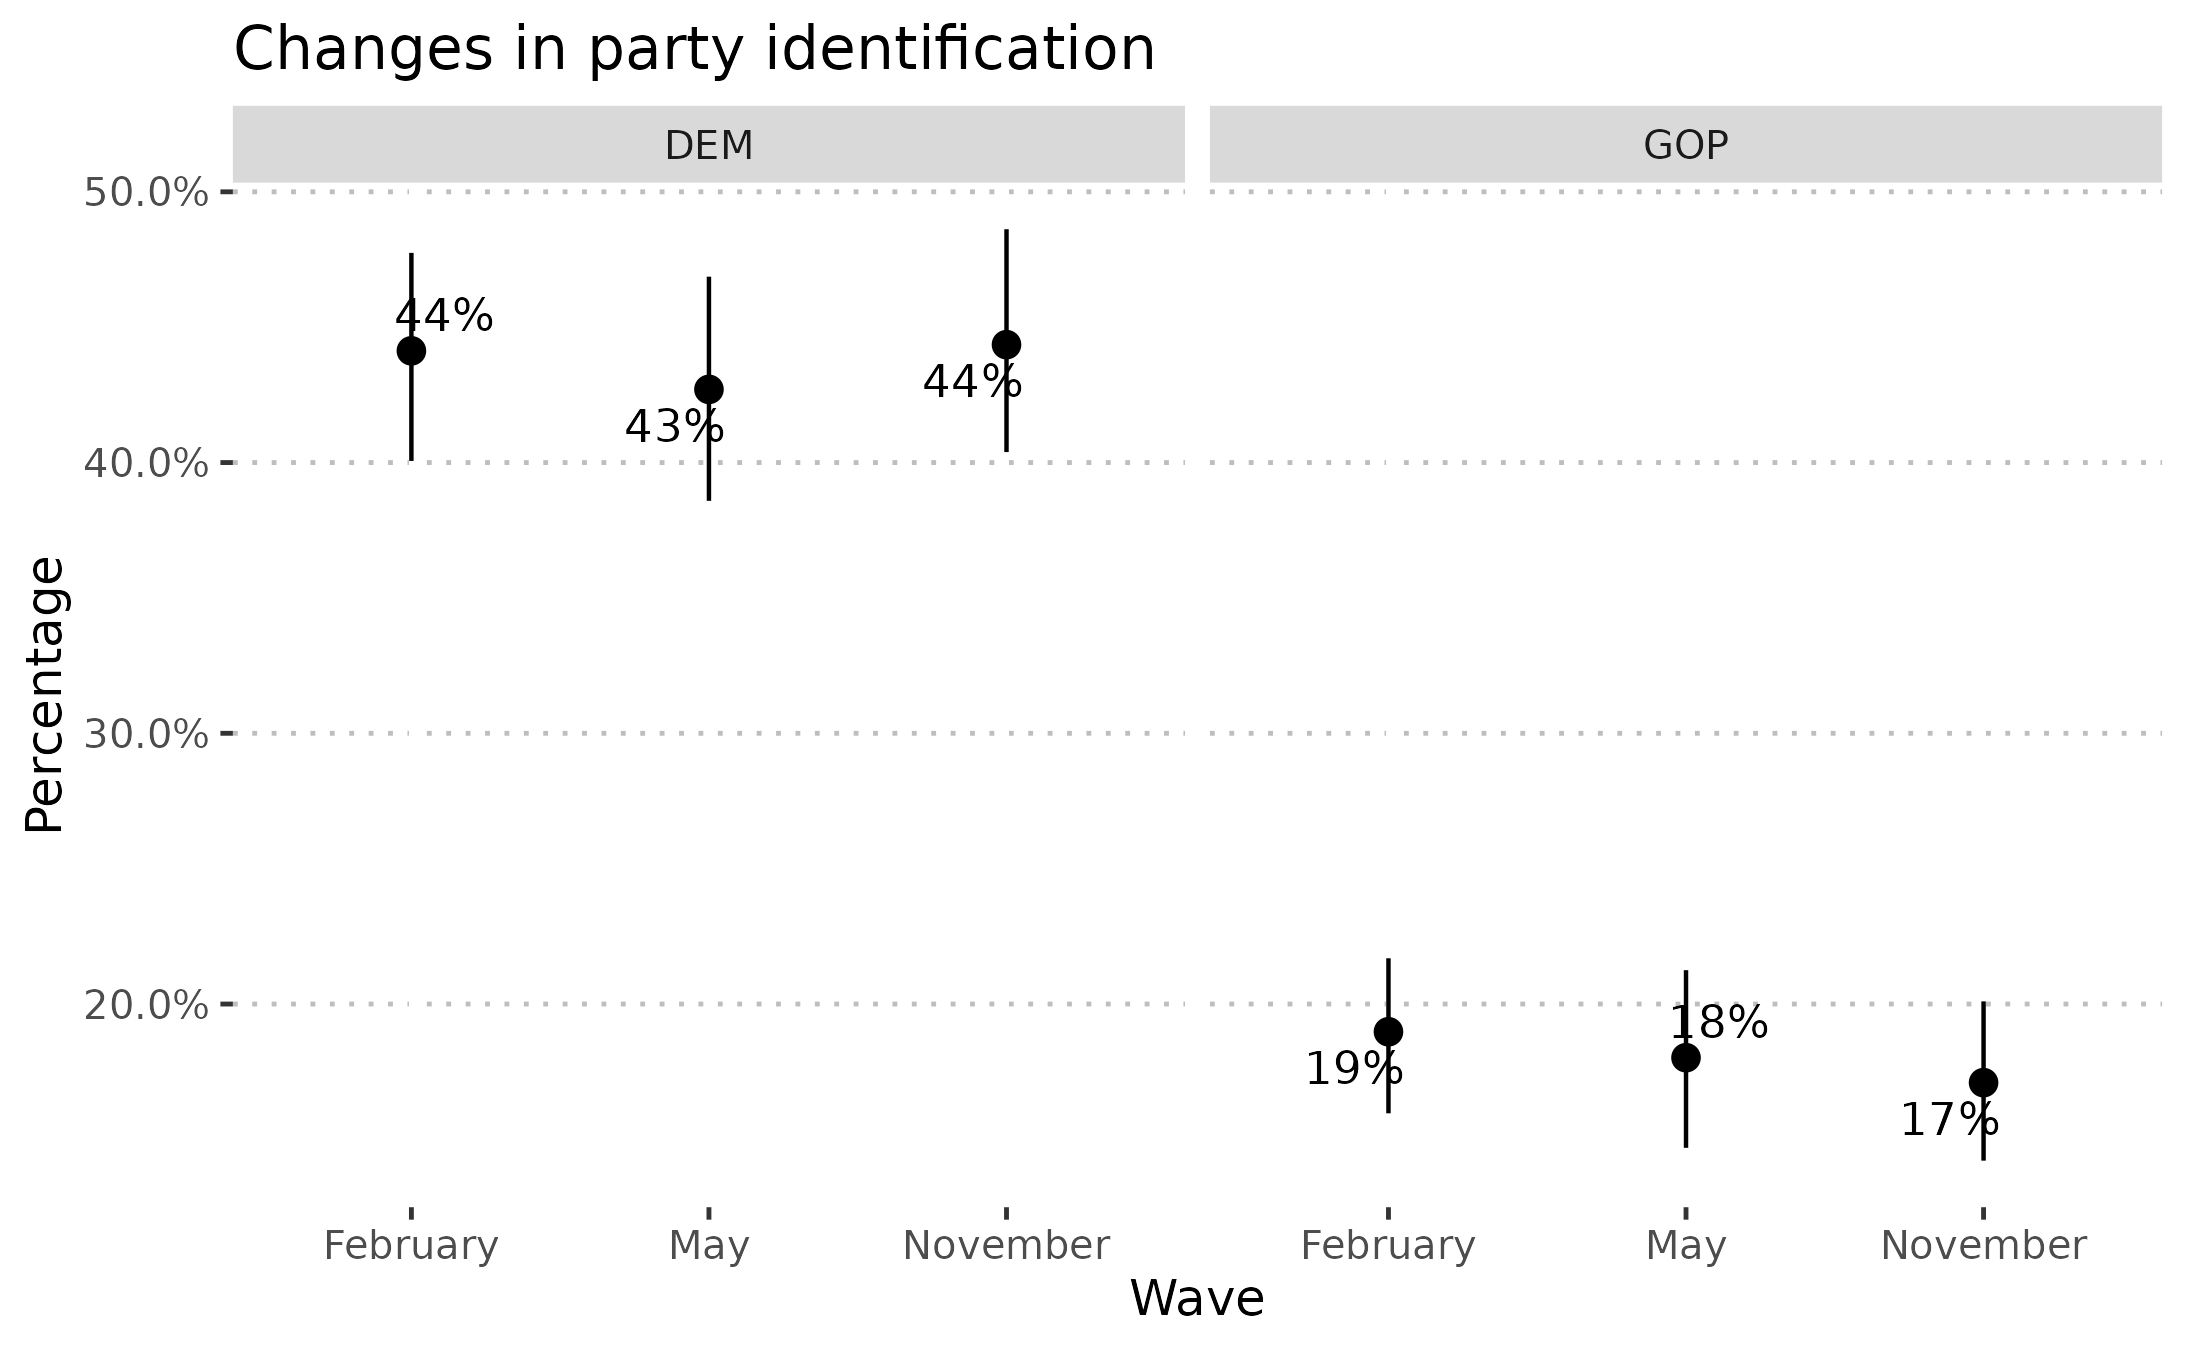 Changes in party identification
DEM
GOP
50.0%
40.0%
30.0%
20.0%
Percentage
44%
43%
44%
19%
18%
17%
February
May
November
February
May
November
Wave